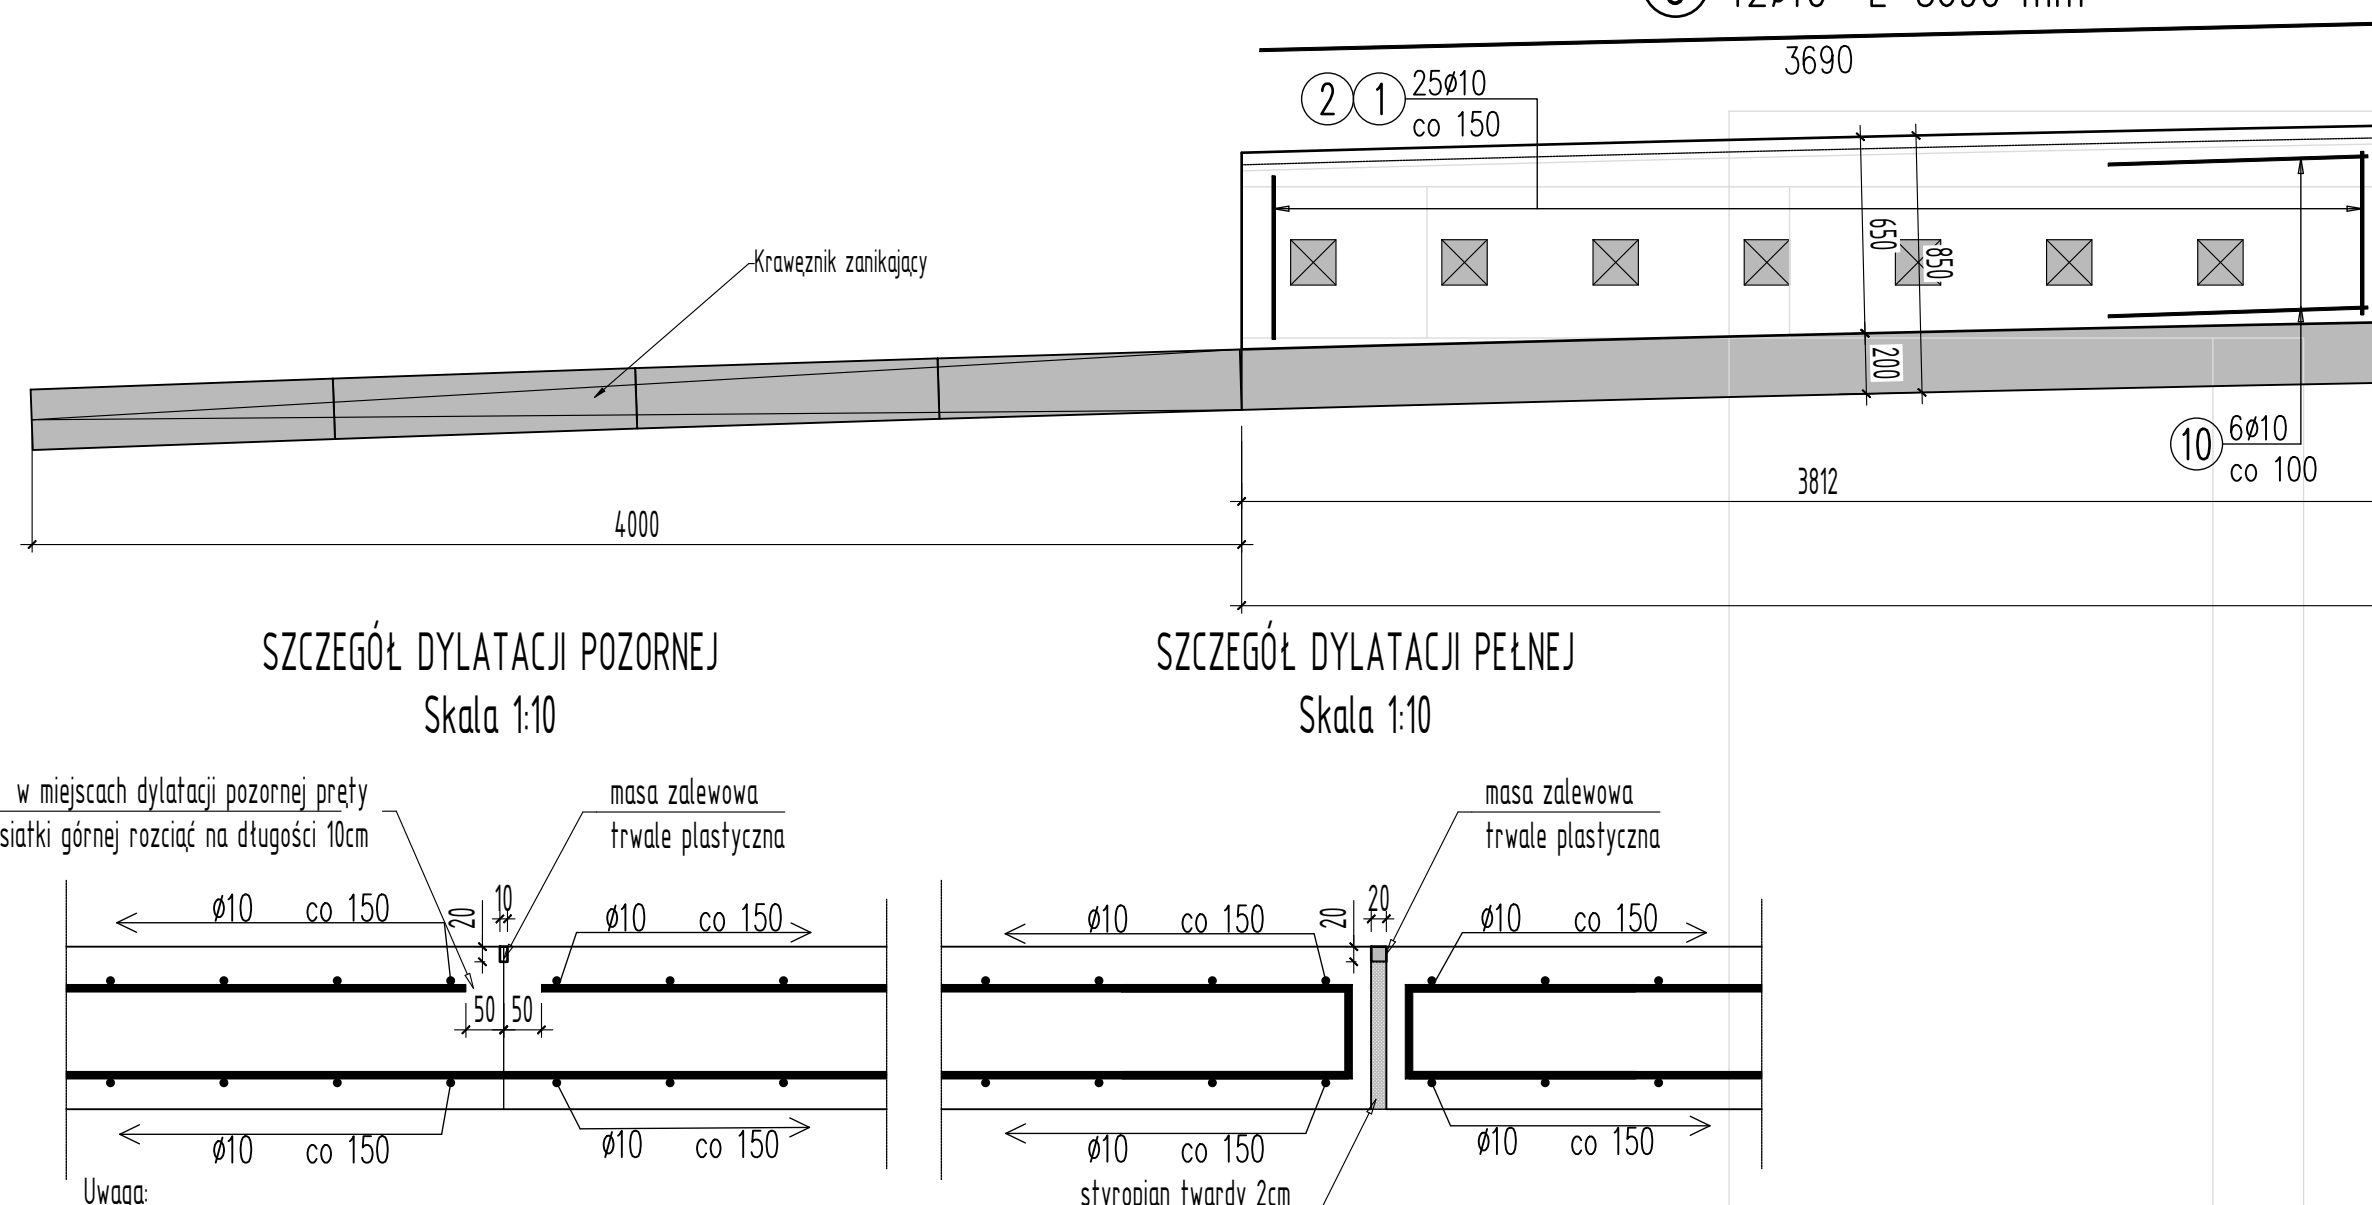 3690
2 1 25ø10
co 150
650
850
200
Krawężnik zanikający
10 6ø10
co 100
3812
4000
SZCZEGÓŁ DYLATACJI POZORNEJ
Skala 1:10
SZCZEGÓŁ DYLATACJI PEŁNEJ
Skala 1:10
w miejscach dylatacji pozornej pręty
siatki górnej rozciąć na długości 10cm
masa zalewowa
trwale plastyczna
masa zalewowa
trwale plastyczna
ø10 co 150
20
10
ø10 co 150
ø10 co 150
20
20
ø10 co 150
50 50
ø10 co 150
ø10 co 150
ø10 co 150
ø10 co 150
Uwaga:
styropian twardy 2cm